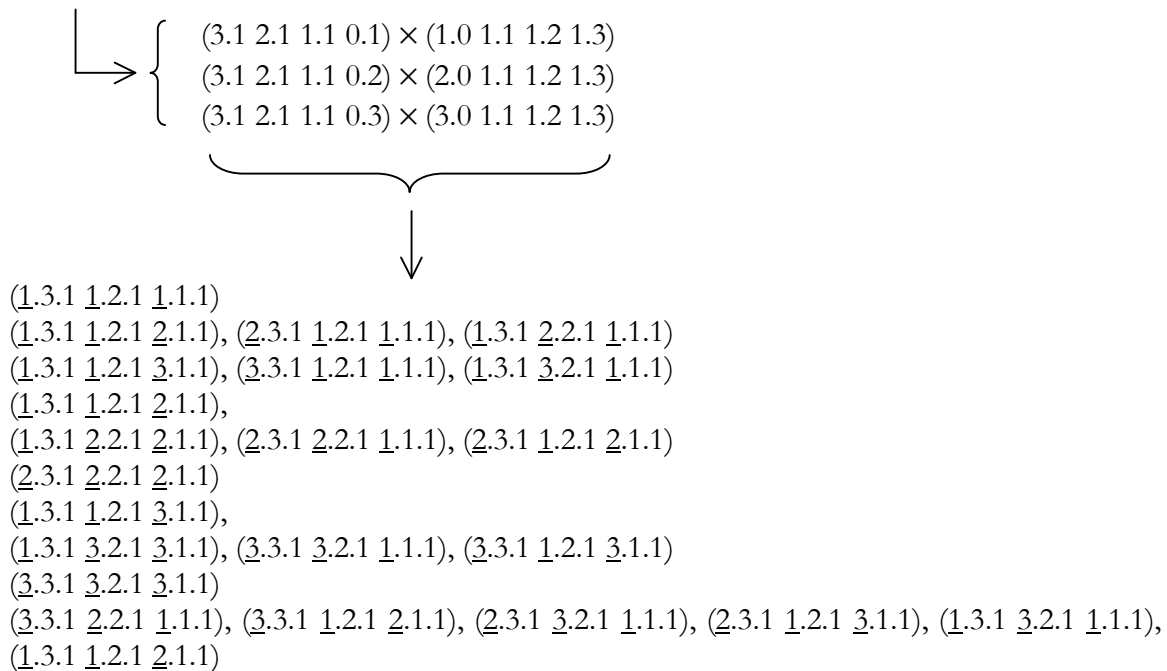 (3.1 2.1 1.1 0.1) × (1.0 1.1 1.2 1.3)
(3.1 2.1 1.1 0.2) × (2.0 1.1 1.2 1.3)
(3.1 2.1 1.1 0.3) × (3.0 1.1 1.2 1.3)
(1.3.1 1.2.1 1.1.1)
(1.3.1 1.2.1 2.1.1), (2.3.1 1.2.1 1.1.1), (1.3.1 2.2.1 1.1.1)
(1.3.1 1.2.1 3.1.1), (3.3.1 1.2.1 1.1.1), (1.3.1 3.2.1 1.1.1)
(1.3.1 1.2.1 2.1.1),
(1.3.1 2.2.1 2.1.1), (2.3.1 2.2.1 1.1.1), (2.3.1 1.2.1 2.1.1)
(2.3.1 2.2.1 2.1.1)
(1.3.1 1.2.1 3.1.1),
(1.3.1 3.2.1 3.1.1), (3.3.1 3.2.1 1.1.1), (3.3.1 1.2.1 3.1.1)
(3.3.1 3.2.1 3.1.1)
(3.3.1 2.2.1 1.1.1), (3.3.1 1.2.1 2.1.1), (2.3.1 3.2.1 1.1.1), (2.3.1 1.2.1 3.1.1), (1.3.1 3.2.1 1.1.1),
(1.3.1 1.2.1 2.1.1)